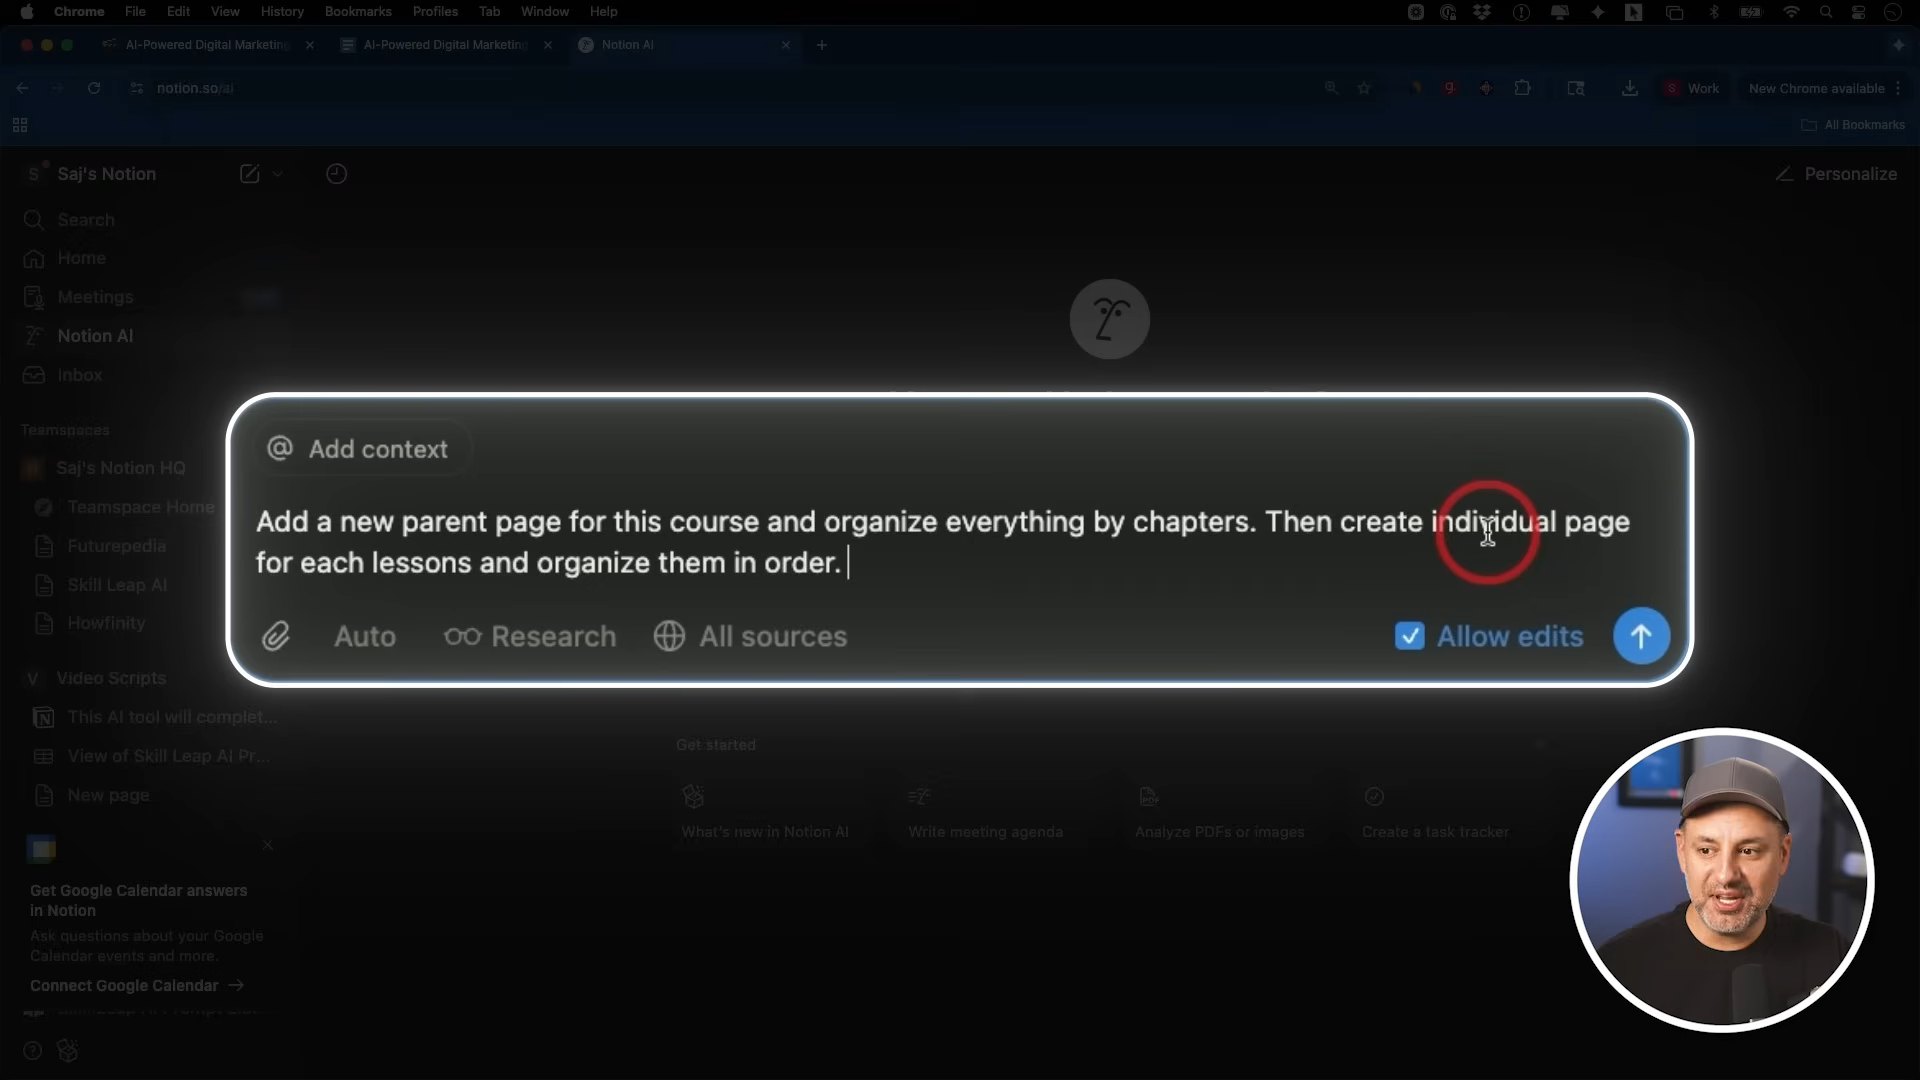 Chrome File Edit View History Bookmarks Profiles Tab Window Help
AI-Powered Digital Marketing
AI-Powered Digital Marketing
Notion AI
notion.so/ai
Work
New Chrome available
All Bookmarks
Saj's Notion
Personalize
Search
Home
Meetings
Notion AI
Inbox
Teamspaces
Saj's Notion HQ
Teamspace Home
Futurepedia
Skill Leap AI
Howfinity
Video Scripts
This AI tool will complet...
View of Skill Leap AI Pr...
New page
@ Add context
Add a new parent page for this course and organize everything by chapters. Then create individual page
for each lessons and organize them in order.
Auto Research All sources
Allow edits
Get started
What's new in Notion AI
Write meeting agenda
Analyze PDFs or images
Create a task tracker
Get Google Calendar answers
in Notion
Ask questions about your Google
Calendar events and more.
Connect Google Calendar →